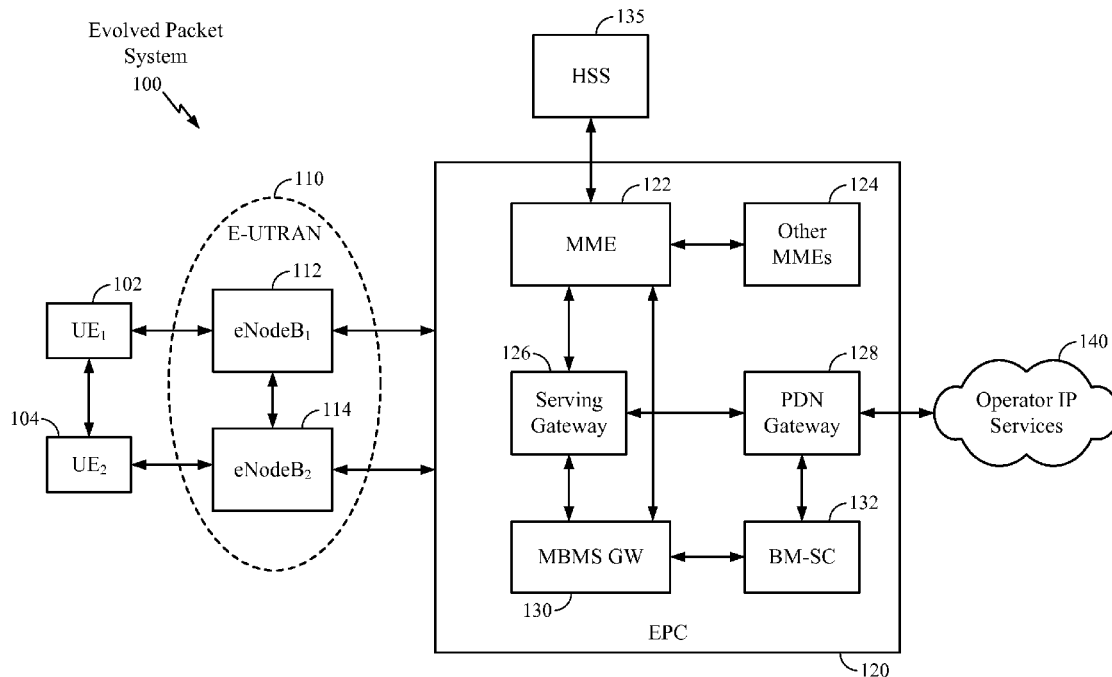 Evolved Packet
System
100
135
HSS
110
E-UTRAN
122
MME
124
Other
MMEs
102
UE₁
112
eNodeB₁
104
UE₂
114
eNodeB₂
126
Serving
Gateway
128
PDN
Gateway
140
Operator IP
Services
MBMS GW
130
132
BM-SC
EPC
120